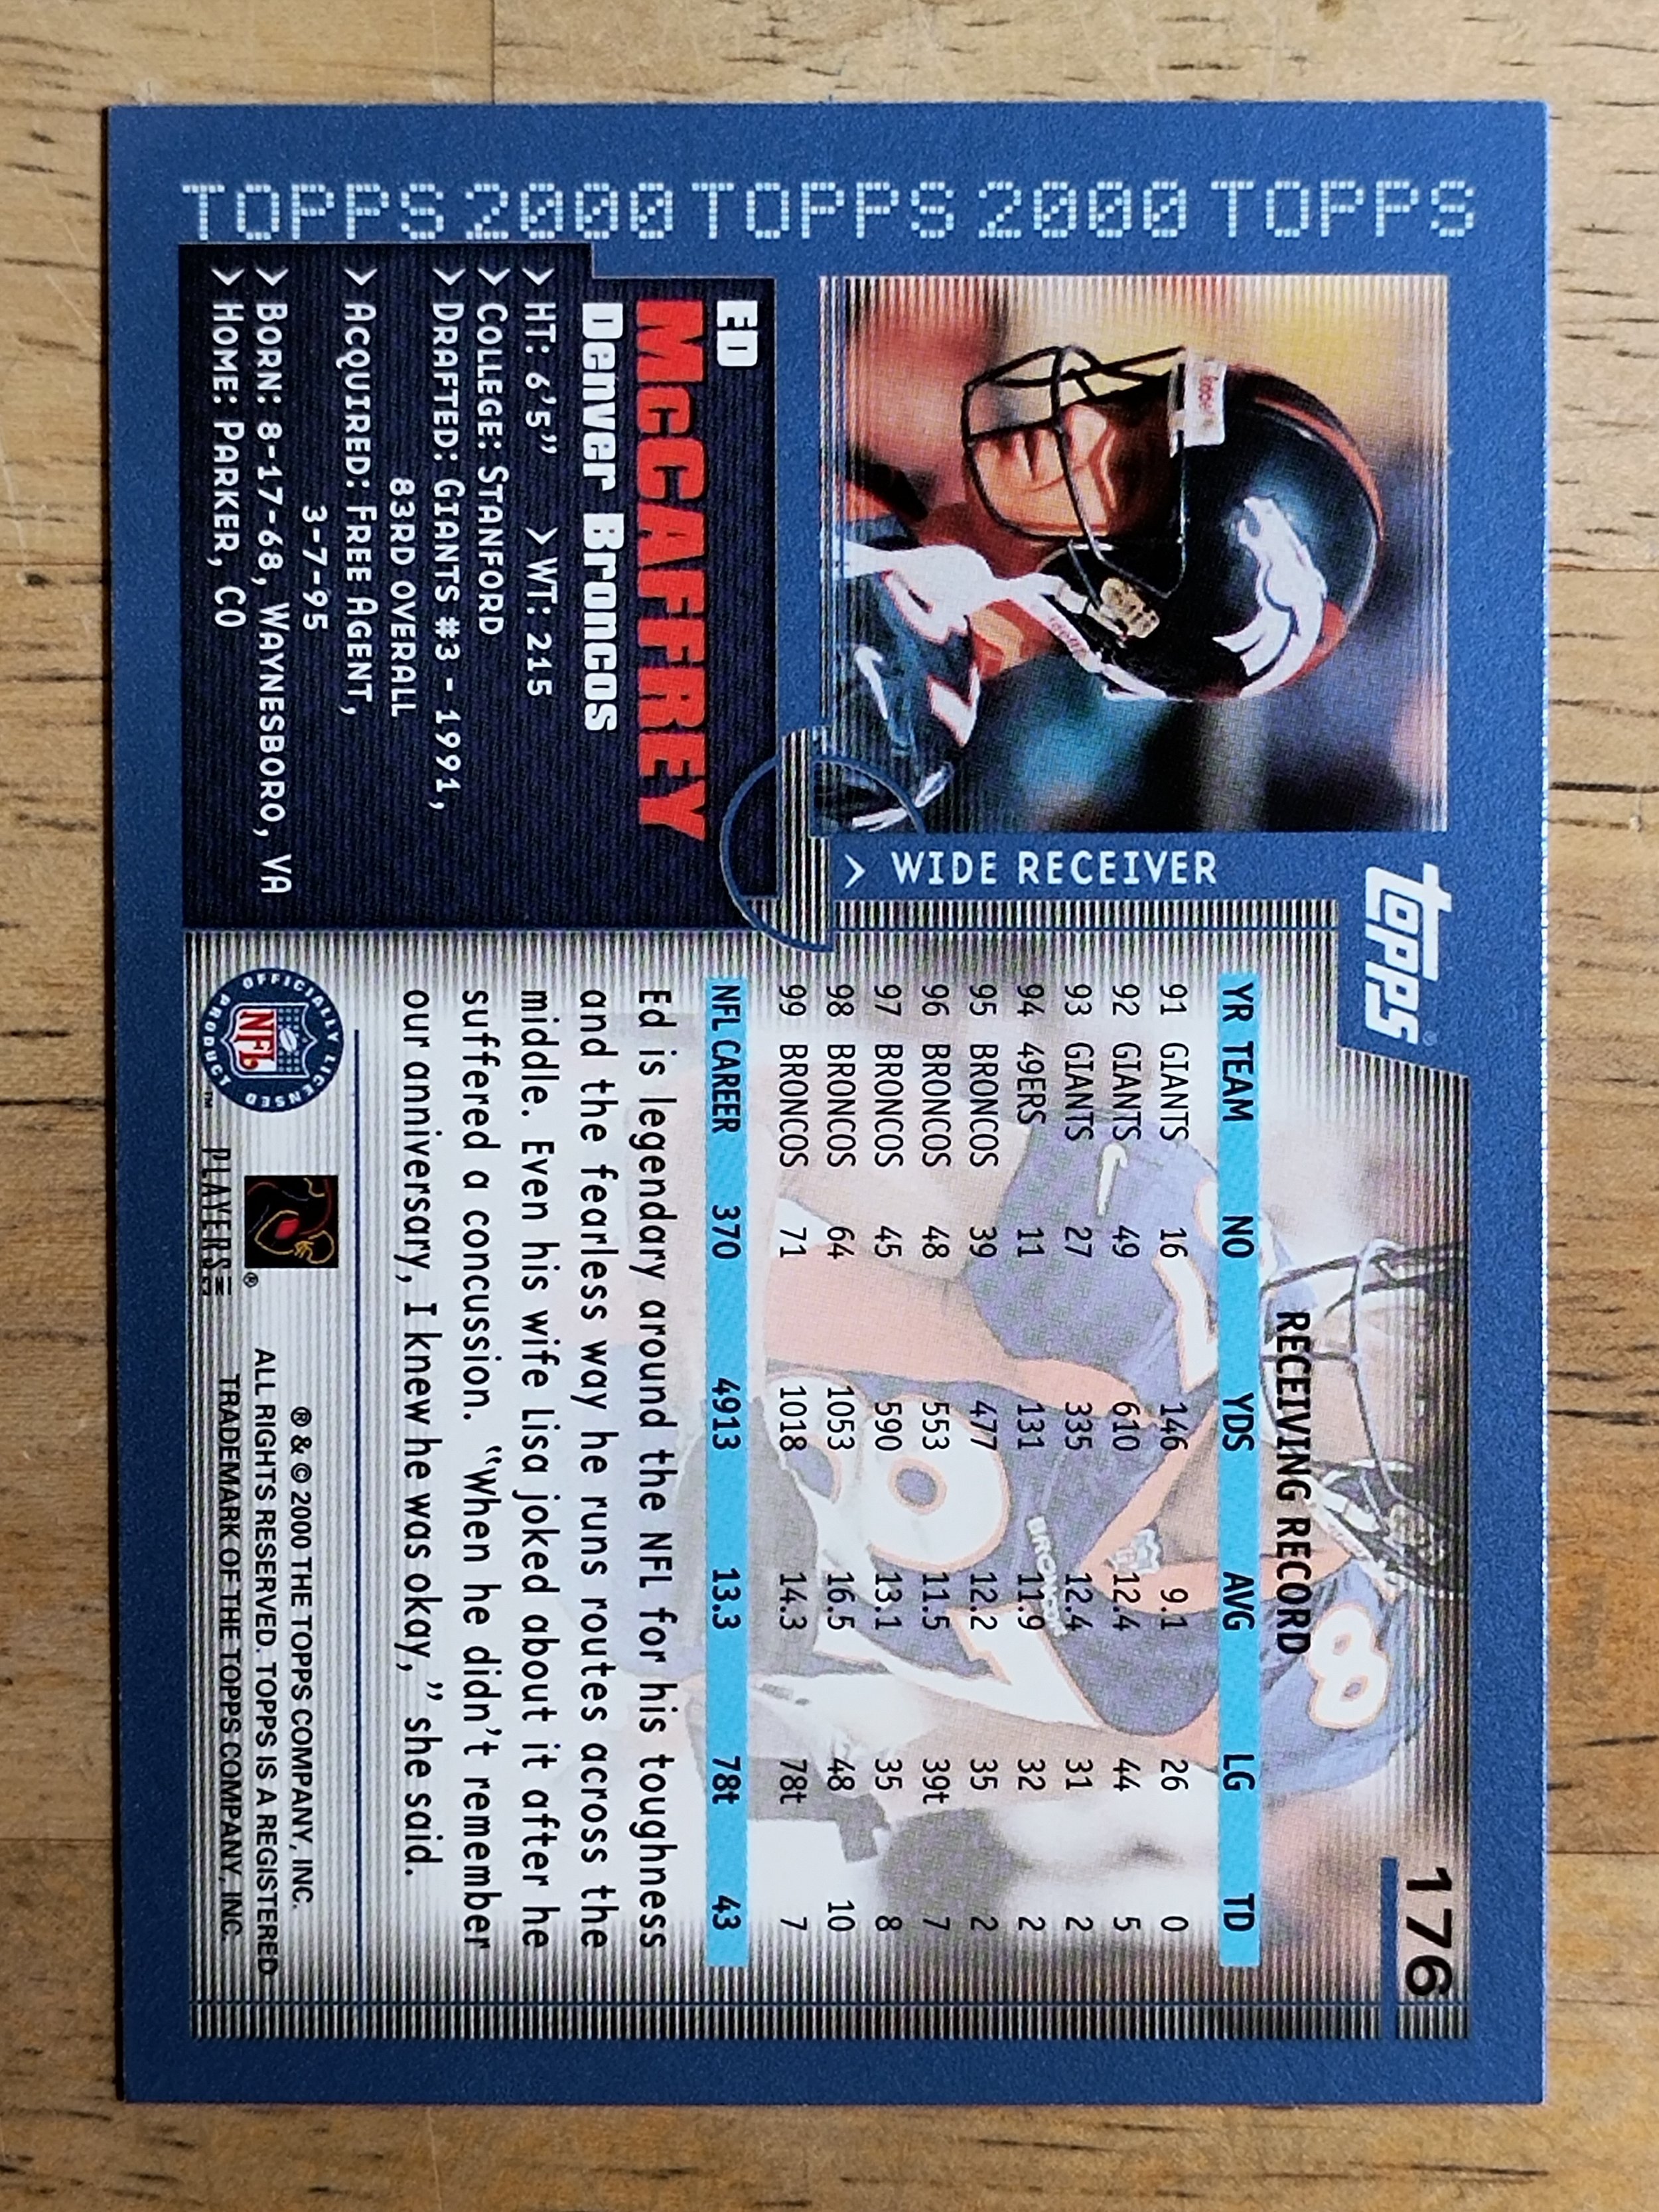 TOPPS 2000 TOPPS 2000 TOPPS
topps®
176
> WIDE RECEIVER
ED
McCAFFREY
Denver Broncos
> HT: 6'5" > WT: 215
> COLLEGE: STANFORD
> DRAFTED: GIANTS #3 - 1991,
83RD OVERALL
> ACQUIRED: FREE AGENT,
3-7-95
> BORN: 8-17-68, WAYNESBORO, VA
> HOME: PARKER, CO
RECEIVING RECORD
YR TEAM NO YDS AVG LG TD
91 GIANTS 16 146 9.1 26 0
92 GIANTS 49 610 12.4 44 5
93 GIANTS 27 335 12.4 31 2
94 49ERS 11 131 11.9 32 2
95 BRONCOS 39 477 12.2 35 2
96 BRONCOS 48 553 11.5 39t 7
97 BRONCOS 45 590 13.1 35 8
98 BRONCOS 64 1053 16.5 48 10
99 BRONCOS 71 1018 14.3 78t 7
NFL CAREER 370 4913 13.3 78t 43
Ed is legendary around the NFL for his toughness
and the fearless way he runs routes across the
middle. Even his wife Lisa joked about it after he
suffered a concussion. "When he didn't remember
our anniversary, I knew he was okay," she said.
OFFICIALLY LICENSED PRODUCT
NFL
TM
®
PLAYERS INC
® & © 2000 THE TOPPS COMPANY, INC.
ALL RIGHTS RESERVED. TOPPS IS A REGISTERED
TRADEMARK OF THE TOPPS COMPANY, INC.
Riddell
BRONCOS
87
8